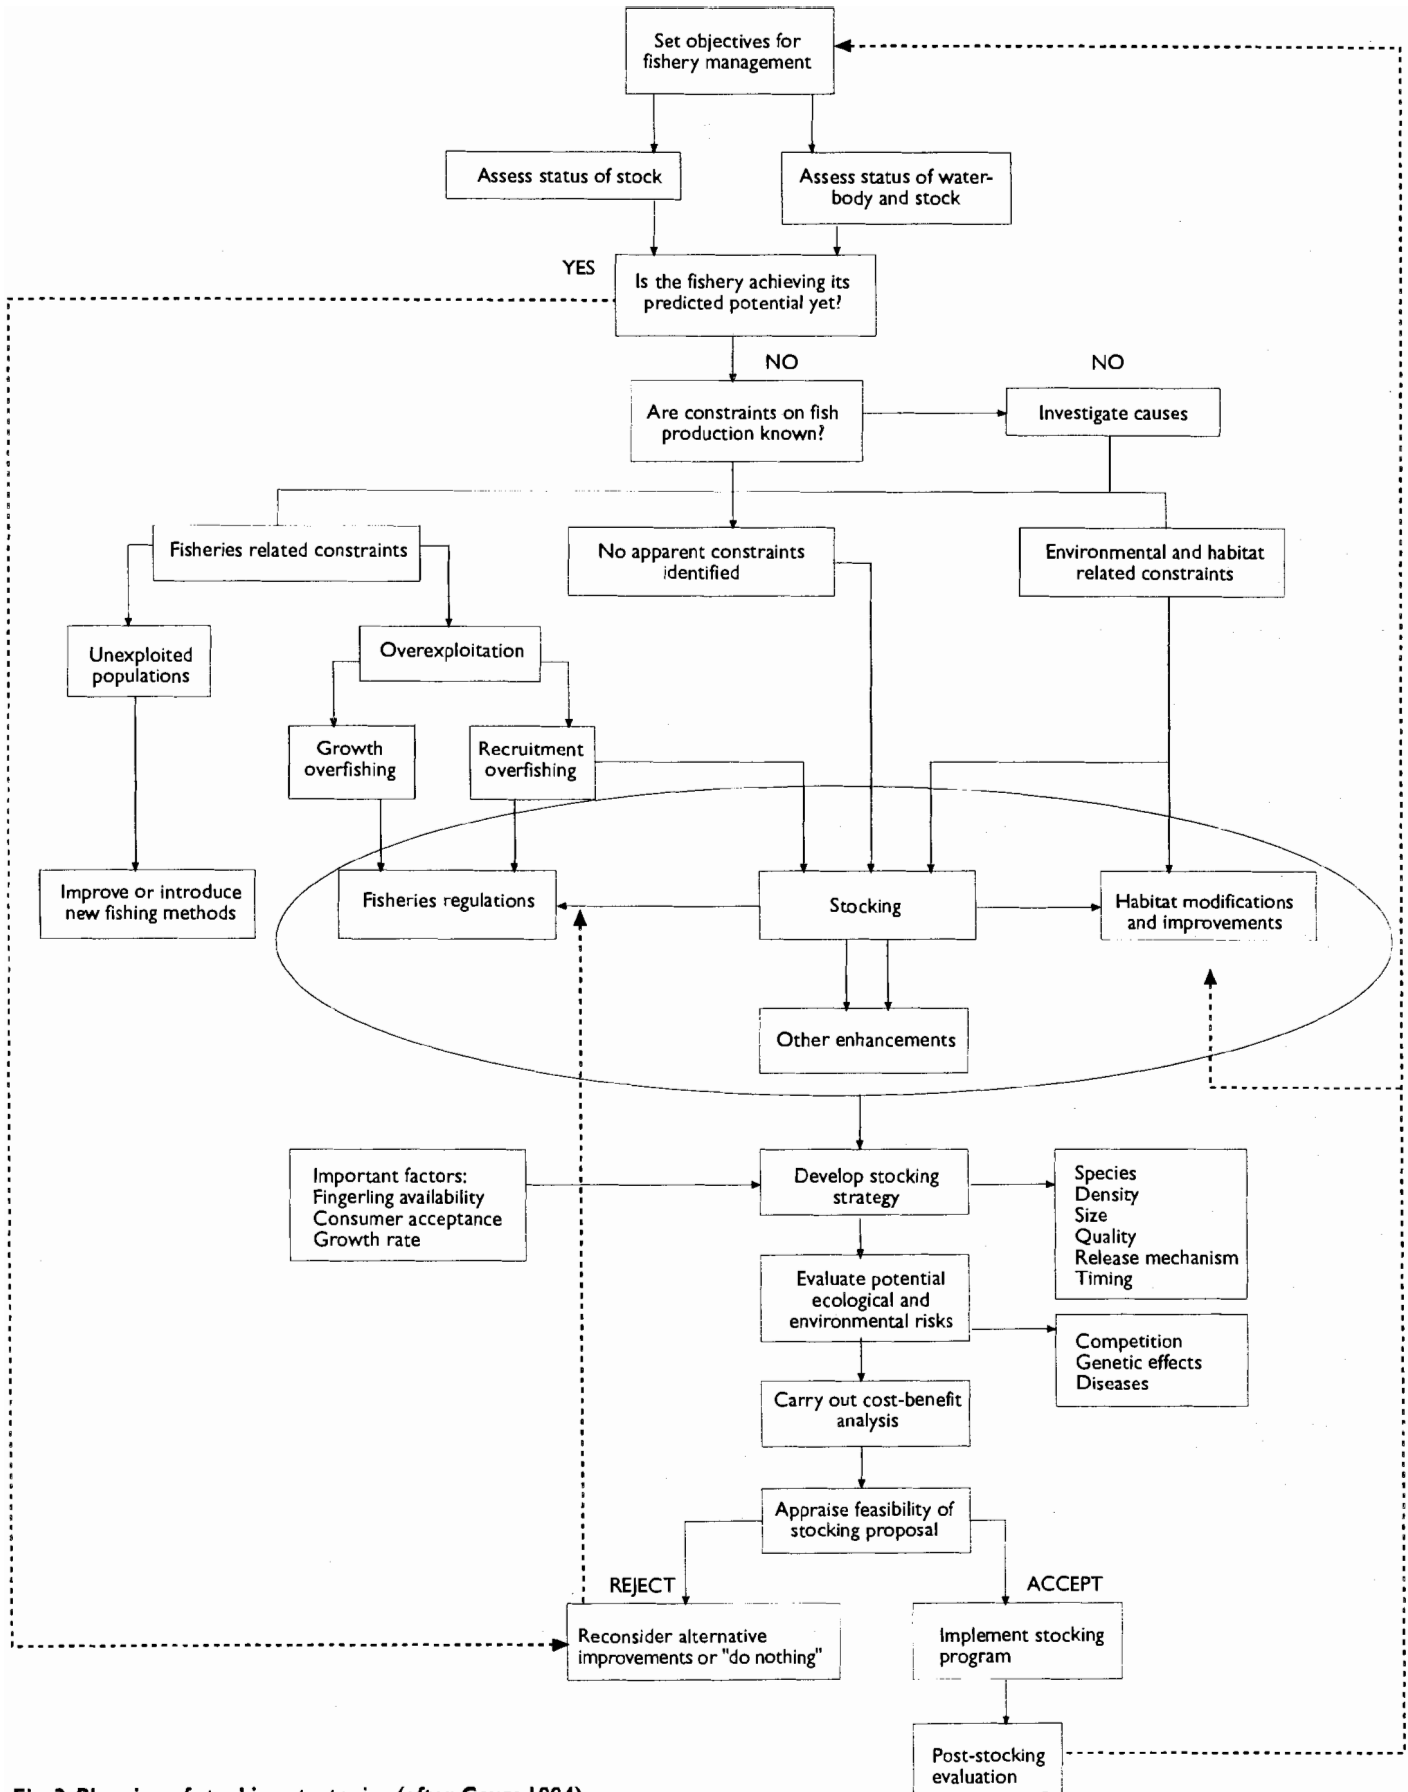 Set objectives for
fishery management
Assess status of stock
Assess status of water-
body and stock
YES
Is the fishery achieving its
predicted potential yet?
NO
NO
Are constraints on fish
production known?
Investigate causes
Fisheries related constraints
No apparent constraints
identified
Environmental and habitat
related constraints
Unexploited
populations
Overexploitation
Growth
overfishing
Recruitment
overfishing
Improve or introduce
new fishing methods
Fisheries regulations
Stocking
Habitat modifications
and improvements
Other enhancements
Important factors:
Fingerling availability
Consumer acceptance
Growth rate
Develop stocking
strategy
Species
Density
Size
Quality
Release mechanism
Timing
Evaluate potential
ecological and
environmental risks
Competition
Genetic effects
Diseases
Carry out cost-benefit
analysis
Appraise feasibility of
stocking proposal
REJECT
ACCEPT
Reconsider alternative
improvements or "do nothing"
Implement stocking
program
Post-stocking
evaluation